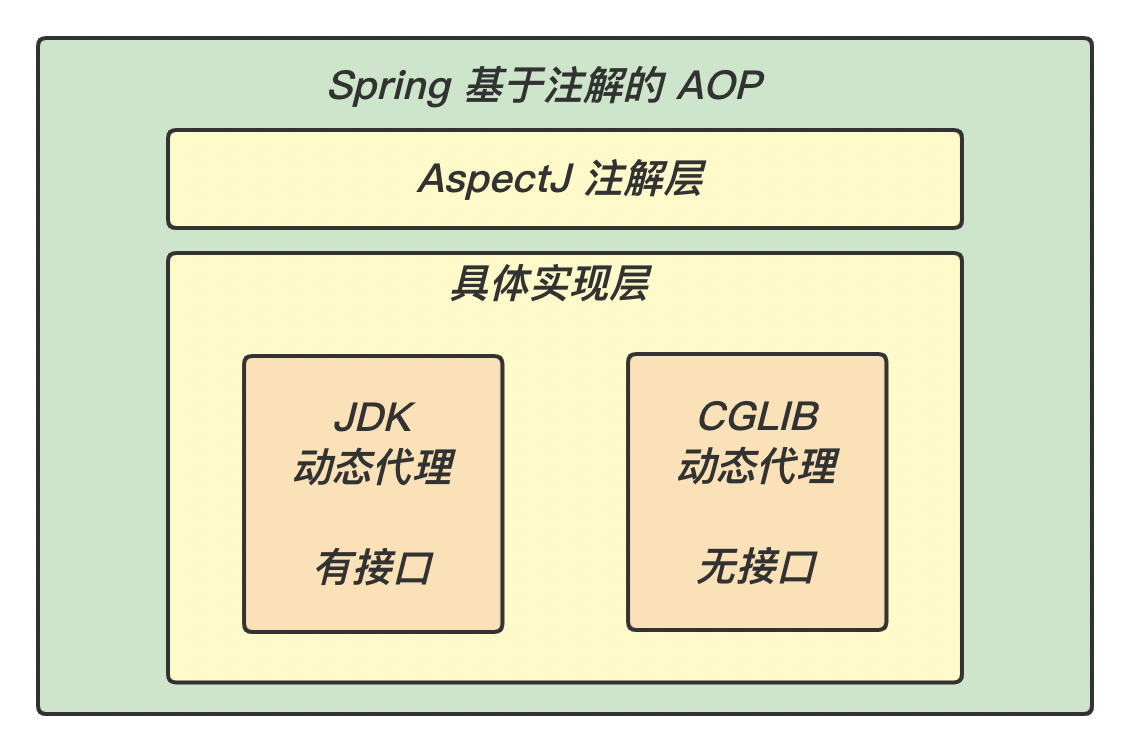 Spring 基于注解的 AOP
AspectJ 注解层
具体实现层
JDK
动态代理
有接口
CGLIB
动态代理
无接口